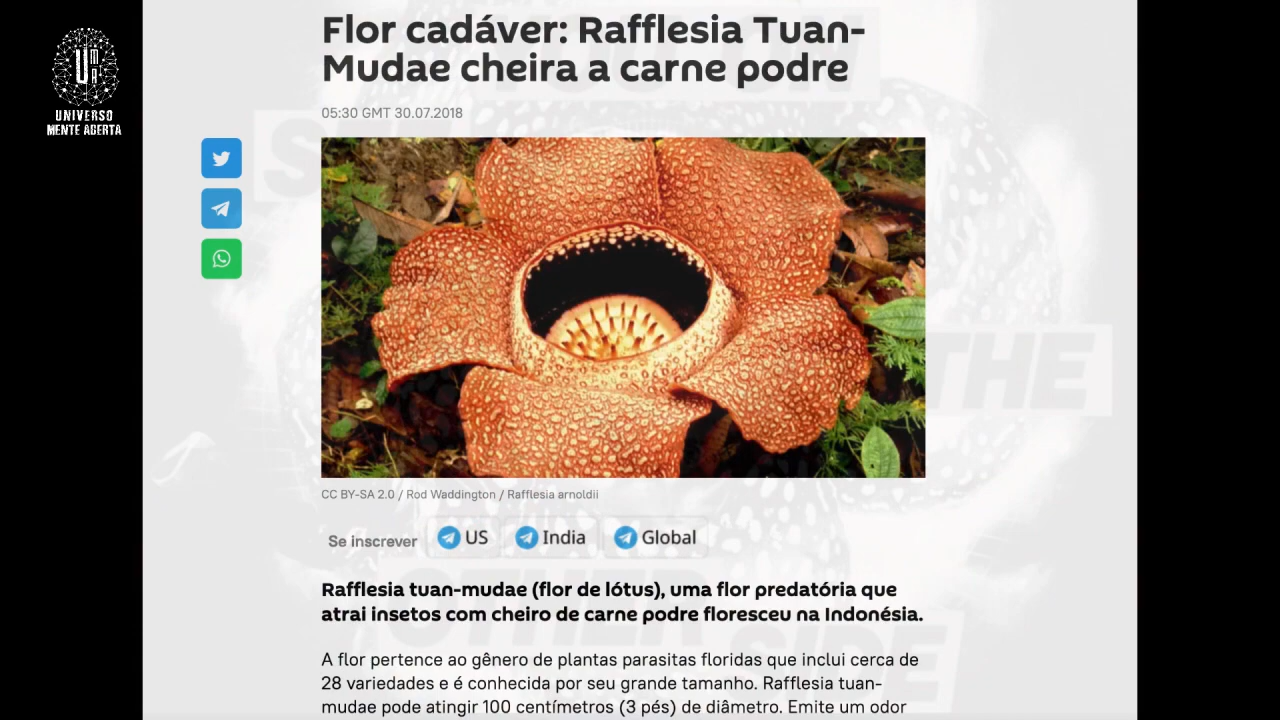 UMA
UNIVERSO
MENTE ABERTA
Flor cadáver: Rafflesia Tuan-
Mudae cheira a carne podre
05:30 GMT 30.07.2018
CC BY-SA 2.0 / Rod Waddington / Rafflesia arnoldii
Se inscrever
US
India
Global
Rafflesia tuan-mudae (flor de lótus), uma flor predatória que
atrai insetos com cheiro de carne podre floresceu na Indonésia.
A flor pertence ao gênero de plantas parasitas floridas que inclui cerca de
28 variedades e é conhecida por seu grande tamanho. Rafflesia tuan-
mudae pode atingir 100 centímetros (3 pés) de diâmetro. Emite um odor
THE
OTHER
SIDE